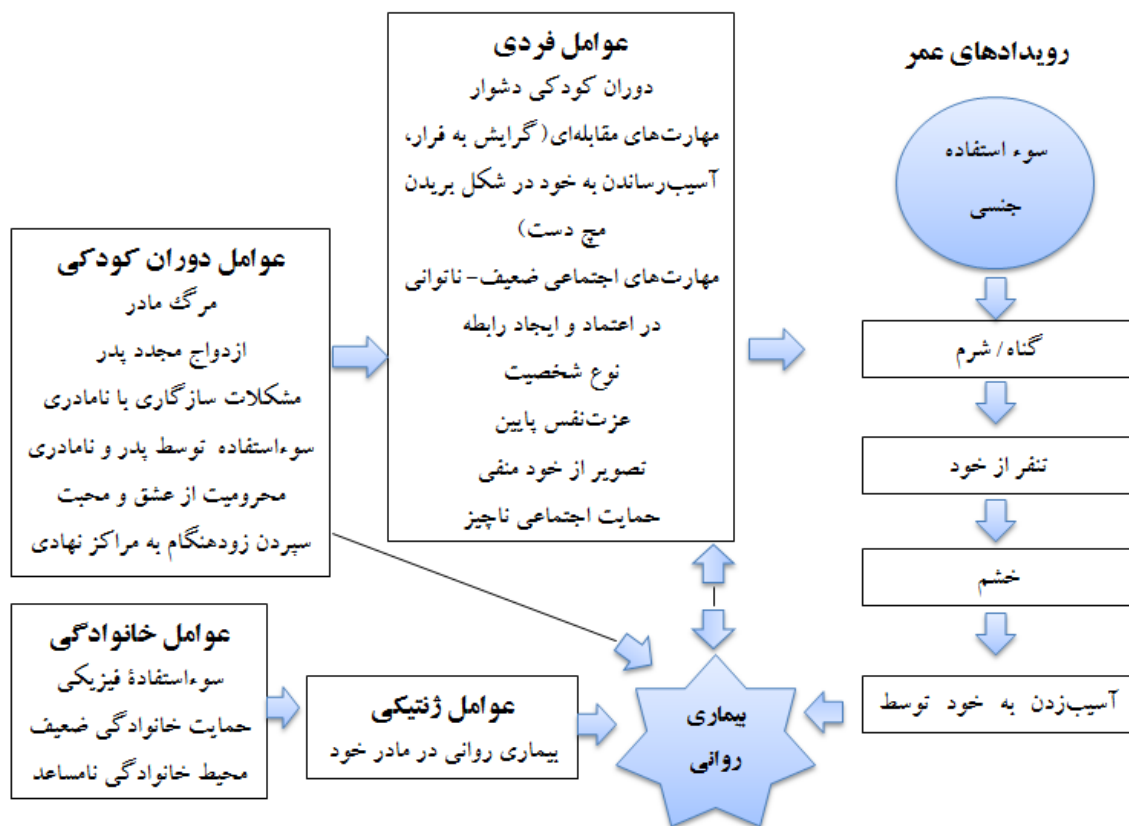 رویدادهای عمر
سوء استفاده
جنسی
گناه/ شرم
تنفر از خود
خشم
آسیب‌زدن به خود توسط
عوامل فردی
دوران کودکی دشوار
مهارت‌های مقابله‌ای( گرایش به فرار،
آسیب‌رساندن به خود در شکل بریدن
مچ دست)
مهارت‌های اجتماعی ضعیف- ناتوانی
در اعتماد و ایجاد رابطه
نوع شخصیت
عزت‌نفس پایین
تصویر از خود منفی
حمایت اجتماعی ناچیز
عوامل دوران کودکی
مرگ مادر
ازدواج مجدد پدر
مشکلات سازگاری با نامادری
سوءاستفاده توسط پدر و نامادری
محرومیت از عشق و محبت
سپردن زودهنگام به مراکز نهادی
عوامل خانوادگی
سوءاستفادۀ فیزیکی
حمایت خانوادگی ضعیف
محیط خانوادگی نامساعد
عوامل ژنتیکی
بیماری روانی در مادر خود
بیماری
روانی